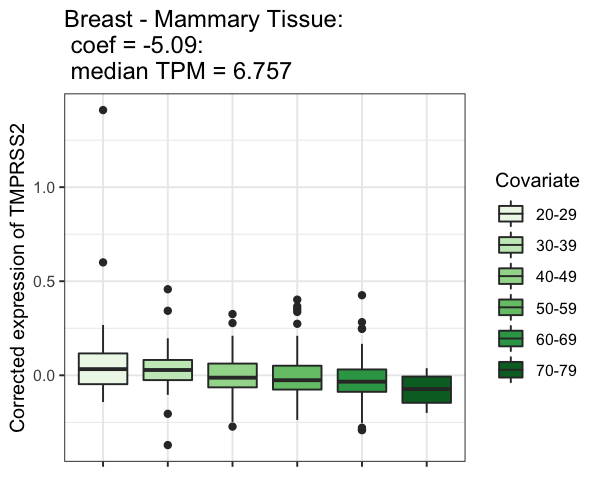 Breast - Mammary Tissue:
coef = -5.09:
median TPM = 6.757
Corrected expression of TMPRSS2
1.0
0.5
0.0
Covariate
20-29
30-39
40-49
50-59
60-69
70-79